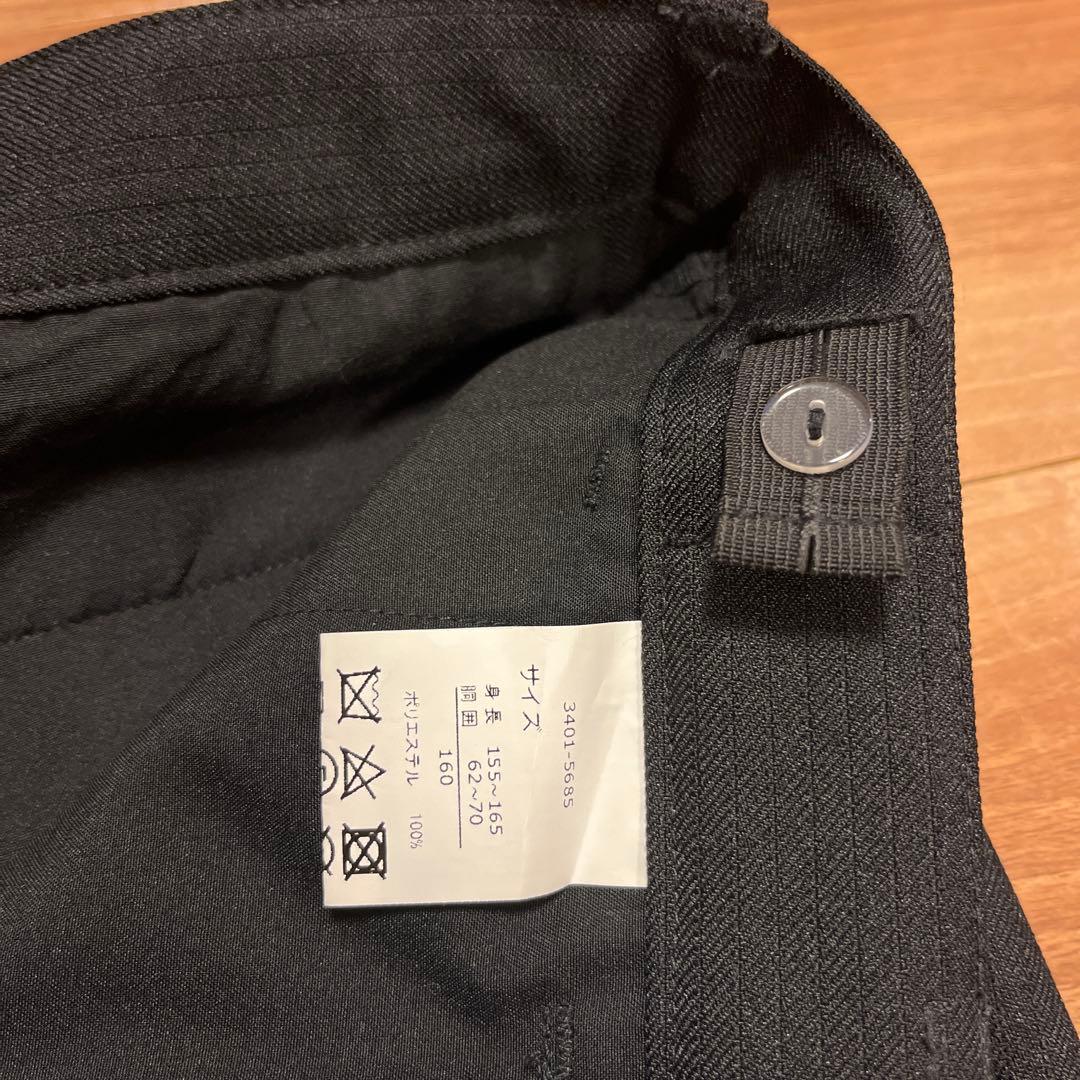 3401-5685
サイズ
身長 155~165
胴囲 62~70
160
ポリエステル 100%